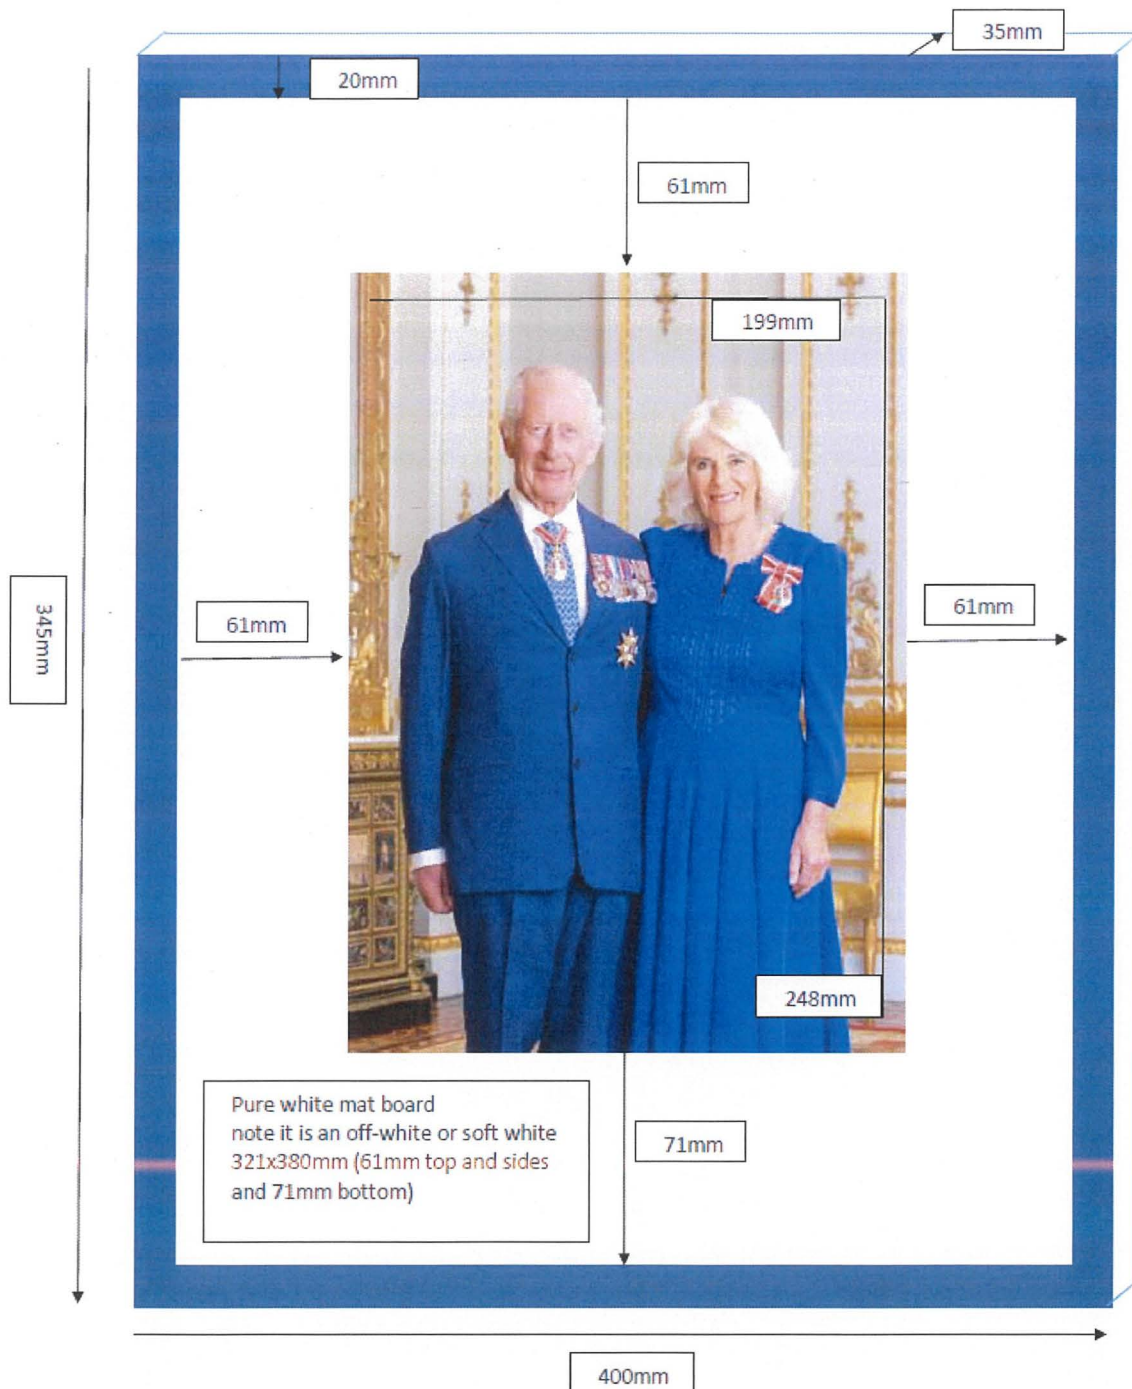 35mm
20mm
61mm
199mm
345mm
61mm
61mm
248mm
Pure white mat board
note it is an off-white or soft white
321x380mm (61mm top and sides
and 71mm bottom)
71mm
400mm